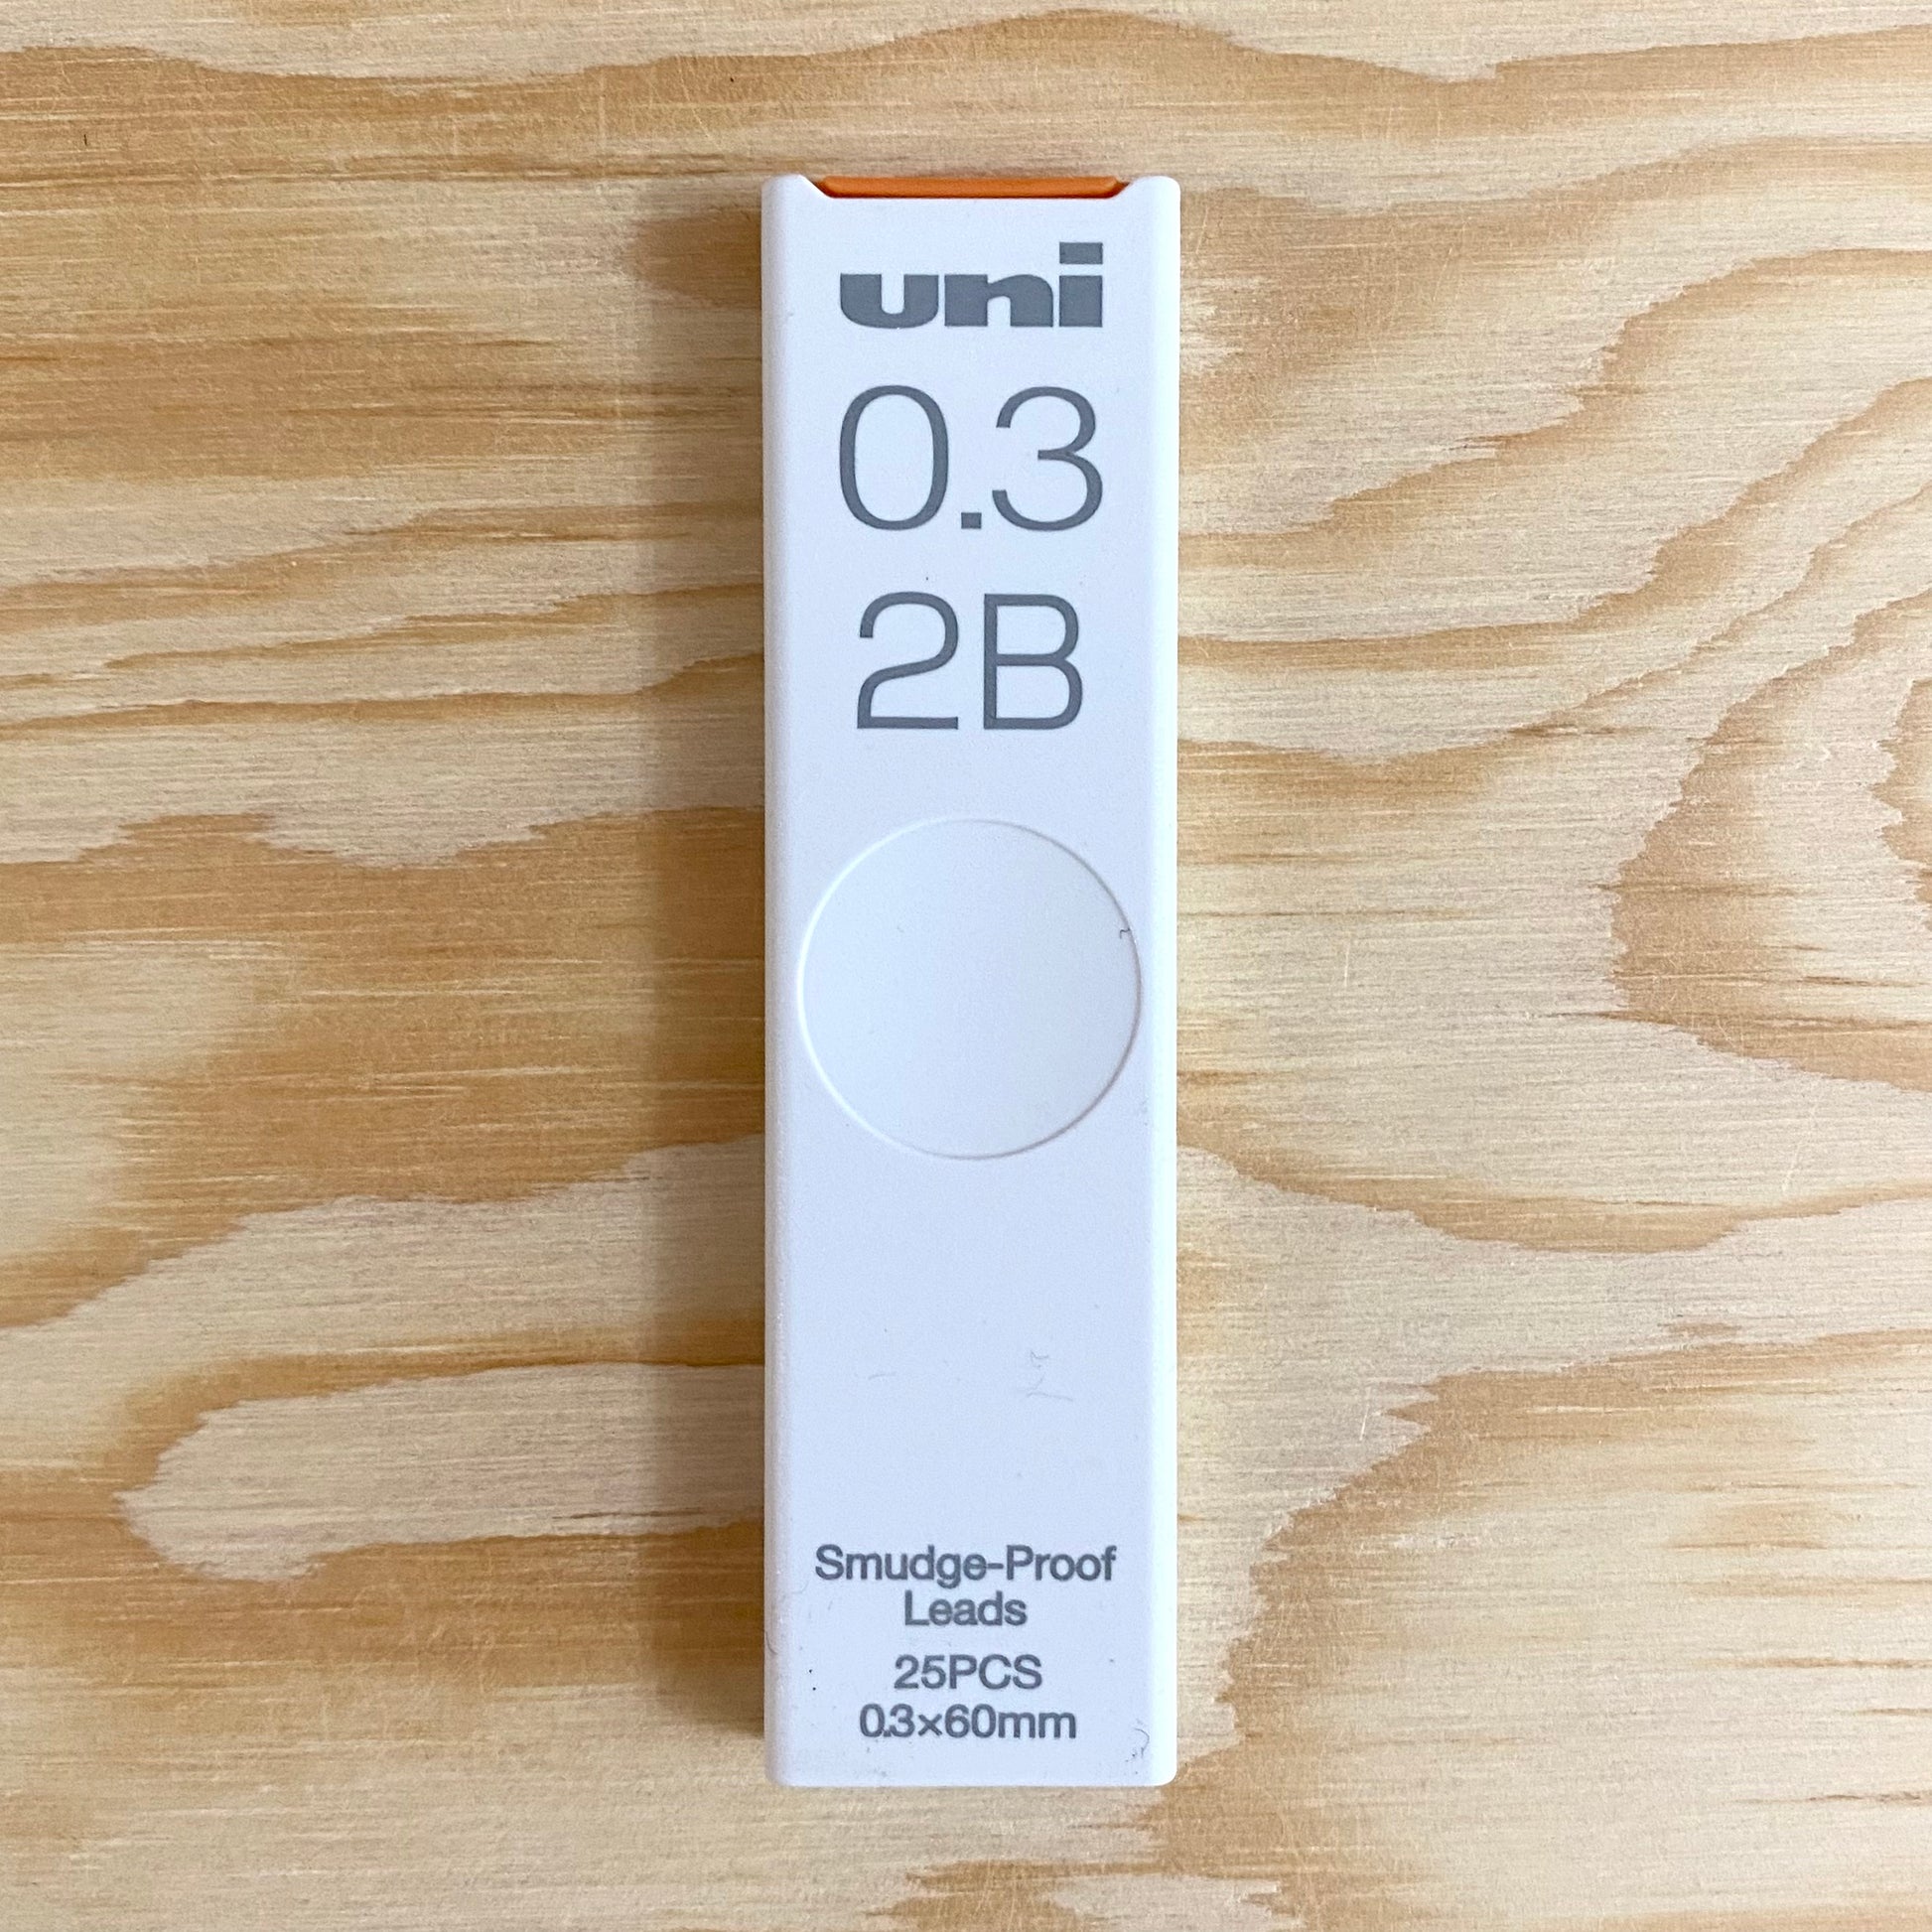 uni
0.3
2B
Smudge-Proof
Leads
25PCS
0.3×60mm